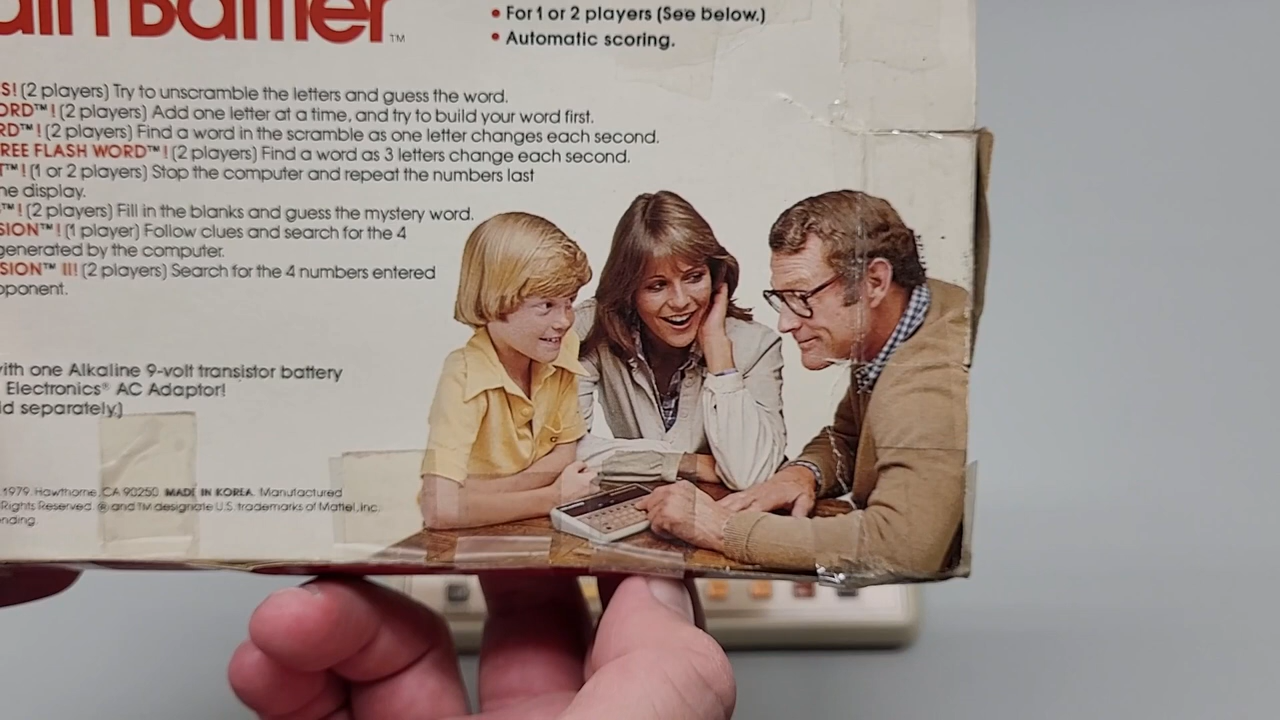 ain Baffler™
• For 1 or 2 players (See below.)
• Automatic scoring.
S! (2 players) Try to unscramble the letters and guess the word.
ORD™! (2 players) Add one letter at a time, and try to build your word first.
RD™! (2 players) Find a word in the scramble as one letter changes each second.
REE FLASH WORD™! (2 players) Find a word as 3 letters change each second.
T™! (1 or 2 players) Stop the computer and repeat the numbers last
he display.
™! (2 players) Fill in the blanks and guess the mystery word.
SION™! (1 player) Follow clues and search for the 4
generated by the computer.
SION™ II! (2 players) Search for the 4 numbers entered
pponent.
ith one Alkaline 9-volt transistor battery
Electronics® AC Adaptor!
ld separately.)
1979. Hawthorne, CA 90250. MADE IN KOREA. Manufactured
Rights Reserved. ® and TM designate U.S. trademarks of Mattel, Inc.
nding.